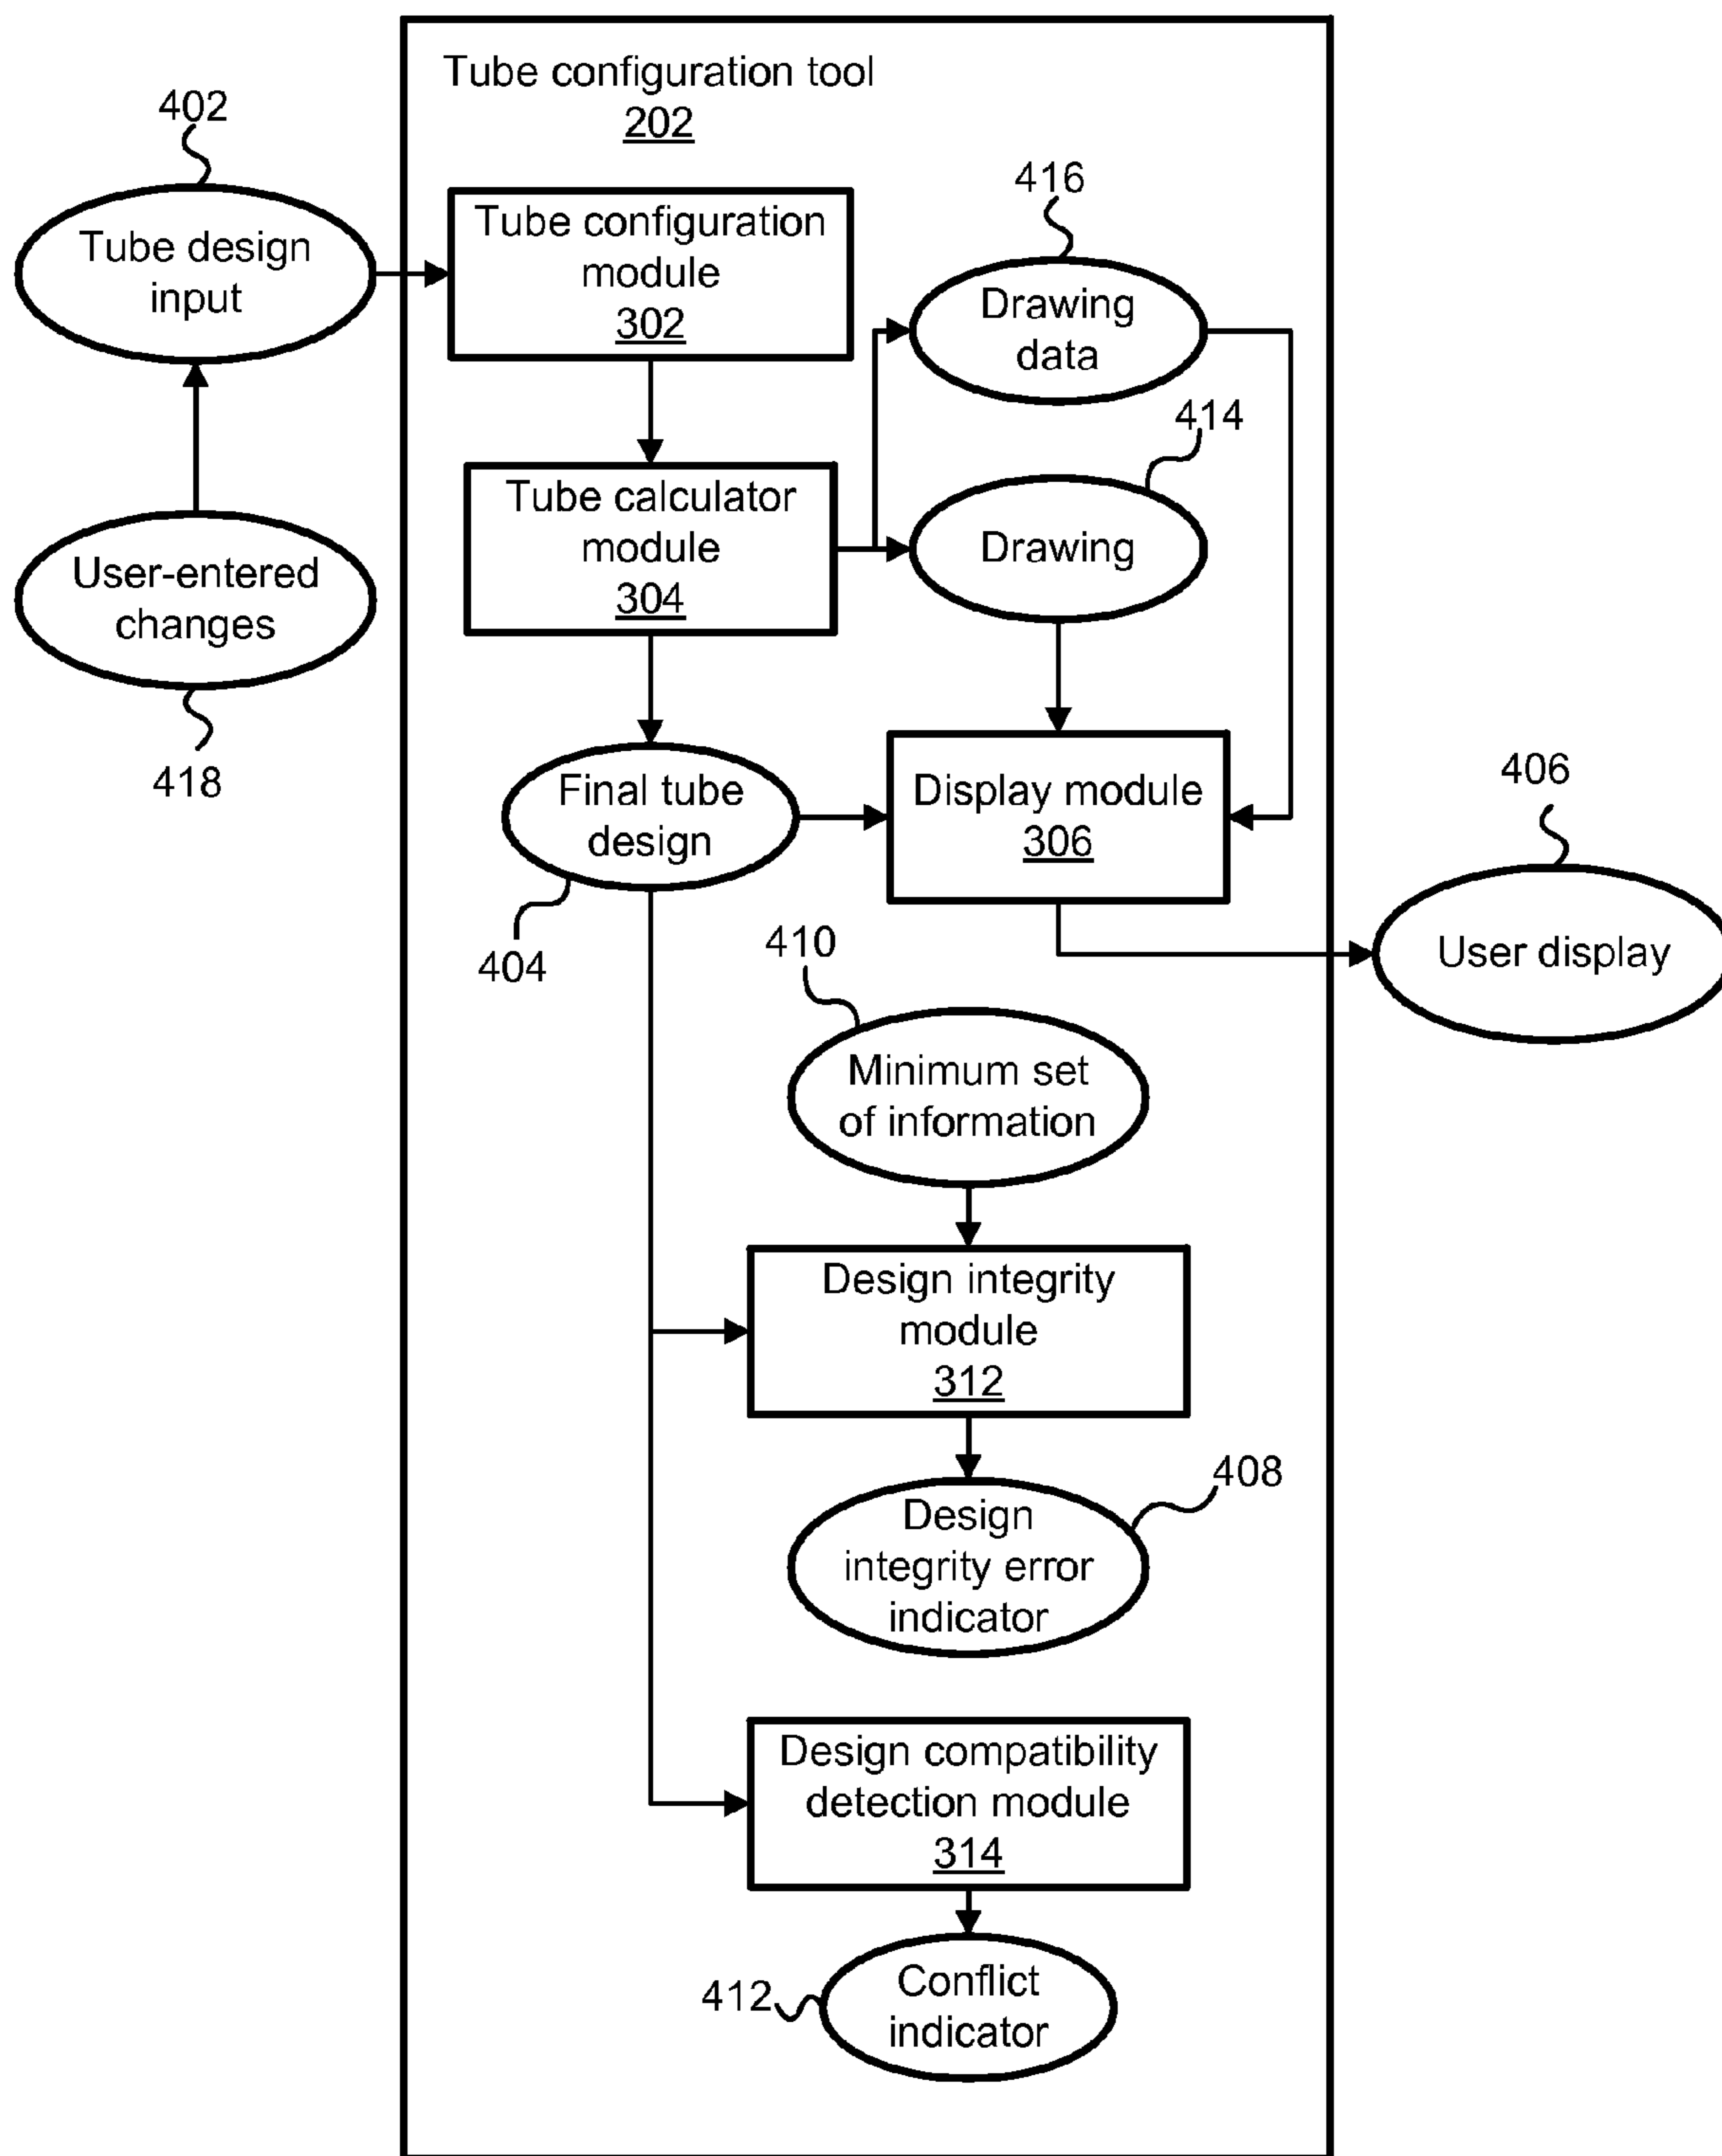 Tube configuration tool
202
402
Tube design
input
Tube configuration
module
302
416
Drawing
data
414
Tube calculator
module
304
Drawing
User-entered
changes
418
Final tube
design
404
Display module
306
406
User display
410
Minimum set
of information
Design integrity
module
312
408
Design
integrity error
indicator
Design compatibility
detection module
314
412
Conflict
indicator